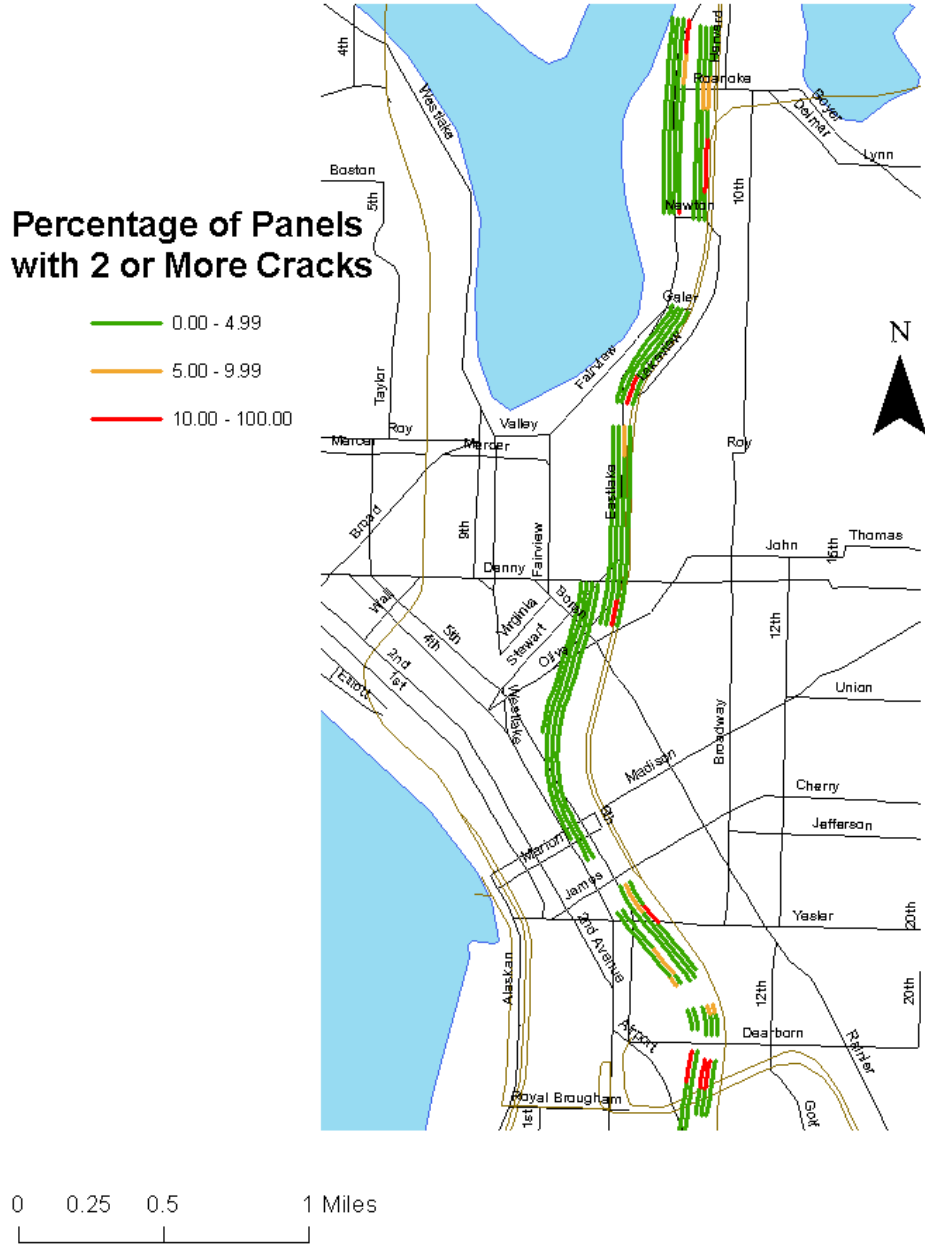 4th
Harvard
Roanoke
Westlake
Boyer
Delmar
Lynn
Boston
5th
10th
Newton
Percentage of Panels
with 2 or More Cracks
0.00 - 4.99
5.00 - 9.99
10.00 - 100.00
Galer
Lakeview
Fairview
N
Taylor
Valley
Roy
Mercer
Mercer
Roy
Eastlake
Broad
9th
Fairview
John
15th
Thomas
Denny
Wall
Boren
Virginia
Stewart
Olive
12th
5th
4th
2nd
1st
Elliott
Westlake
Union
Broadway
Madison
Cherry
6th
Jefferson
Marion
James
Yesler
20th
2nd Avenue
Alaskan
12th
20th
Airport
Dearborn
Rainier
Royal Brougham
1st
Golf
0 0.25 0.5 1 Miles